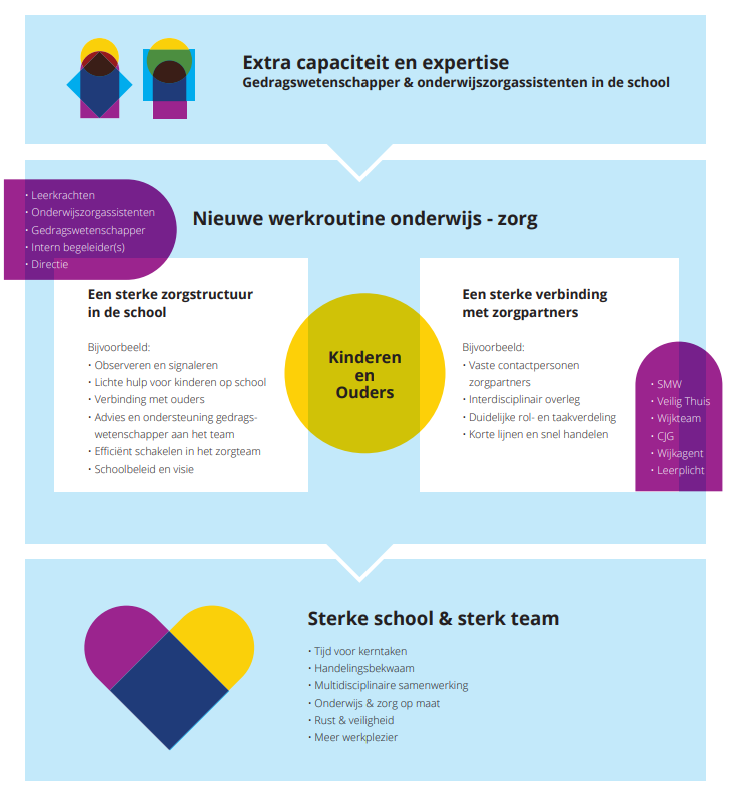 Extra capaciteit en expertise
Gedragswetenschapper & onderwijszorgassistenten in de school
• Leerkrachten
• Onderwijszorgassistenten
• Gedragswetenschapper
• Intern begeleider(s)
• Directie
Nieuwe werkroutine onderwijs - zorg
Een sterke zorgstructuur
in de school
Bijvoorbeeld:
• Observeren en signaleren
• Lichte hulp voor kinderen op school
• Verbinding met ouders
• Advies en ondersteuning gedrags-
wetenschapper aan het team
• Efficiënt schakelen in het zorgteam
• Schoolbeleid en visie
Kinderen
en
Ouders
Een sterke verbinding
met zorgpartners
Bijvoorbeeld:
• Vaste contactpersonen
zorgpartners
• Interdisciplinair overleg
• Duidelijke rol- en taakverdeling
• Korte lijnen en snel handelen
• SMW
• Veilig Thuis
• Wijkteam
• CJG
• Wijkagent
• Leerplicht
Sterke school & sterk team
• Tijd voor kerntaken
• Handelingsbekwaam
• Multidisciplinaire samenwerking
• Onderwijs & zorg op maat
• Rust & veiligheid
• Meer werkplezier